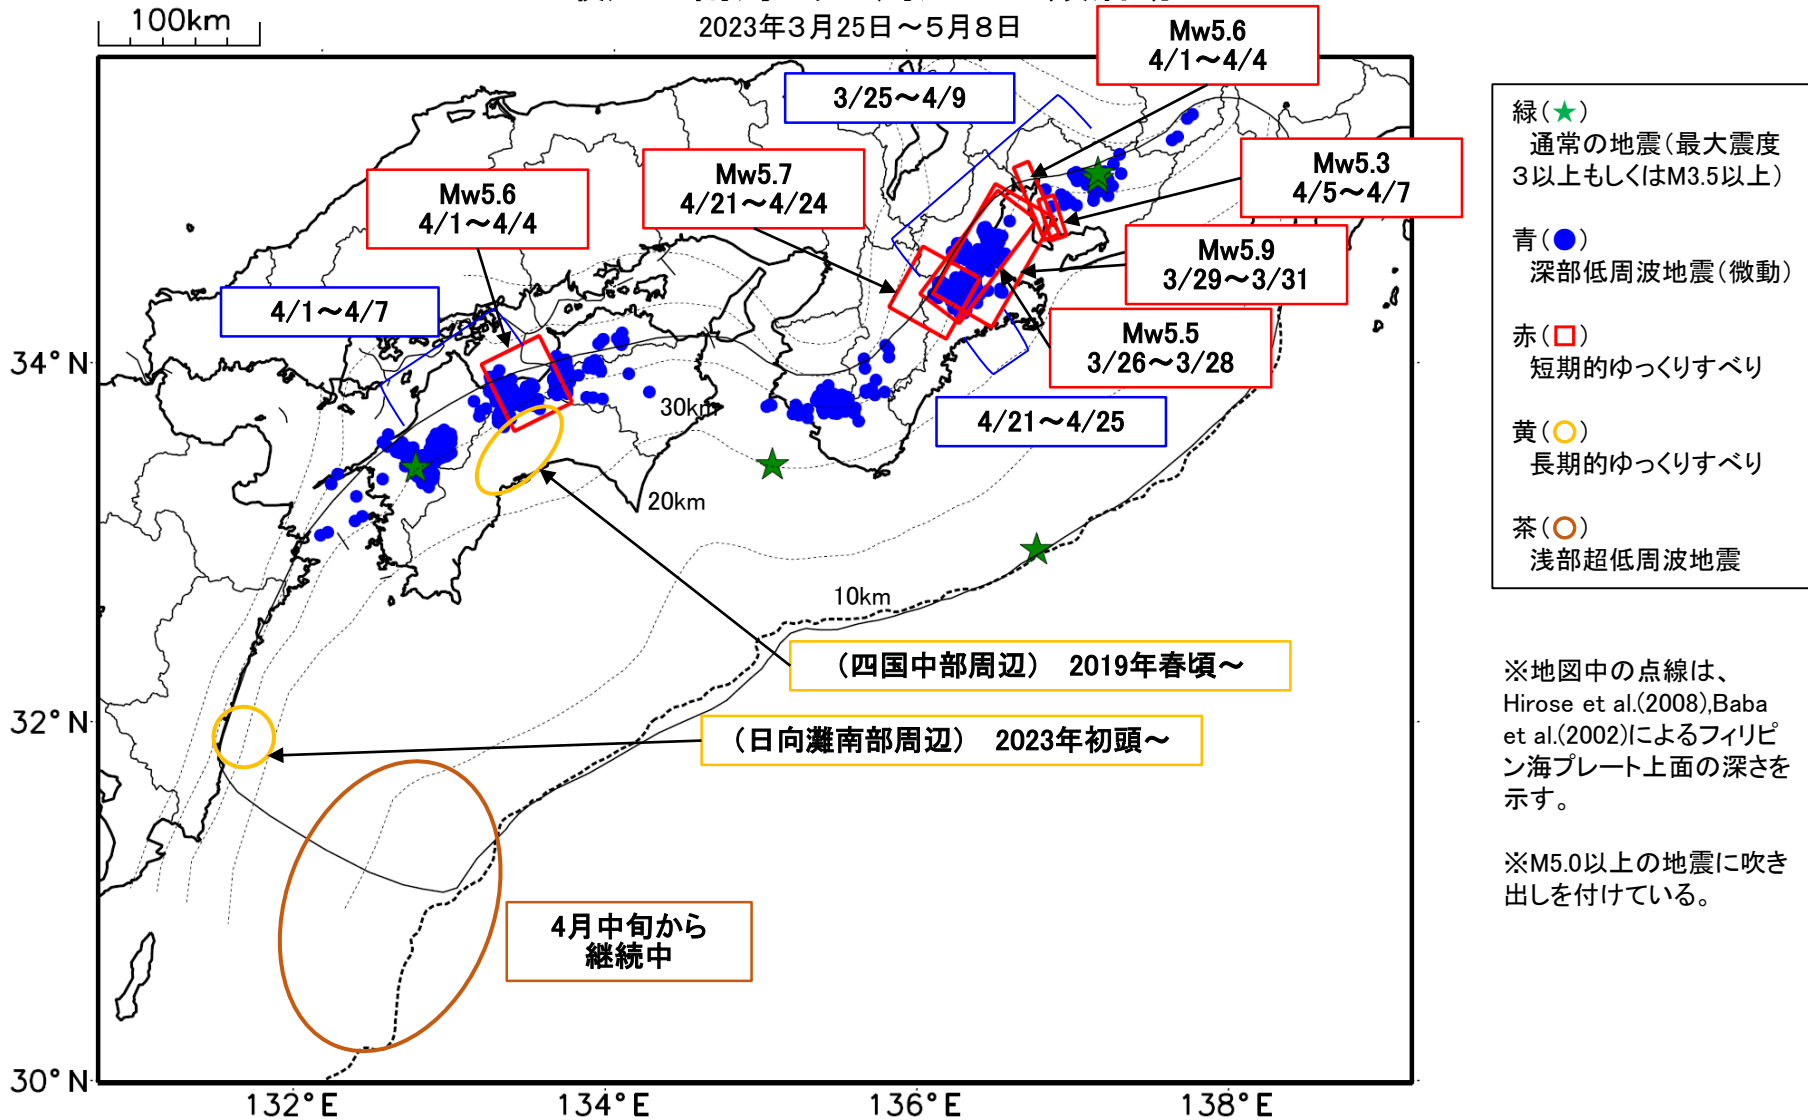 100km
2023年3月25日～5月8日
Mw5.6
4/1～4/4
3/25～4/9
Mw5.7
4/21～4/24
Mw5.3
4/5～4/7
Mw5.6
4/1～4/4
Mw5.9
3/29～3/31
4/1～4/7
Mw5.5
3/26～3/28
4/21～4/25
34°N
30km
20km
10km
（四国中部周辺） 2019年春頃～
32°N
（日向灘南部周辺） 2023年初頭～
4月中旬から
継続中
30°N
132°E
134°E
136°E
138°E
緑(★)
通常の地震(最大震度
3以上もしくはM3.5以上)
青(●)
深部低周波地震(微動)
赤(□)
短期的ゆっくりすべり
黄(○)
長期的ゆっくりすべり
茶(○)
浅部超低周波地震
※地図中の点線は、
Hirose et al.(2008),Baba
et al.(2002)によるフィリピ
ン海プレート上面の深さを
示す。
※M5.0以上の地震に吹き
出しを付けている。